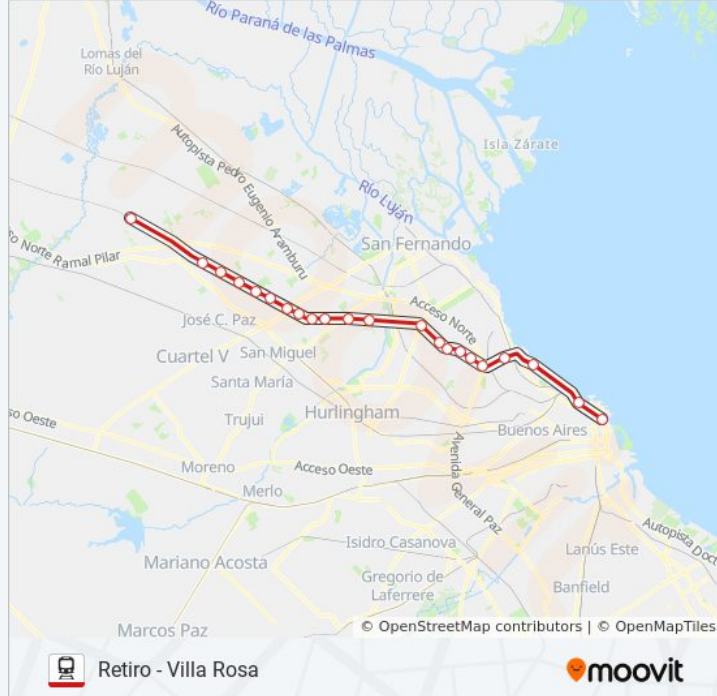 Río Paraná de las Palmas
Lomas del
Río Luján
Isla Zárate
Autopista Pedro Eugenio Aramburu
Río Luján
San Fernando
so Norte Ramal Pilar
Acceso Norte
José C. Paz
Cuartel V
San Miguel
Santa María
Hurlingham
so Oeste
Trujui
Buenos Aires
Avenida General Paz
Moreno
Acceso Oeste
Merlo
Autopista Doct
Isidro Casanova
Lanús Este
Mariano Acosta
Gregorio de
Laferrere
Banfield
Marcos Paz
© OpenStreetMap contributors | © OpenMapTiles
Retiro - Villa Rosa
moovit